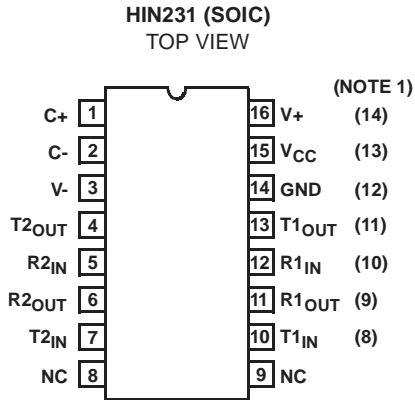 HIN231 (SOIC)
TOP VIEW
(NOTE 1)
C+ 1 16 V+ (14)
C- 2 15 VCC (13)
V- 3 14 GND (12)
T2OUT 4 13 T1OUT (11)
R2IN 5 12 R1IN (10)
R2OUT 6 11 R1OUT (9)
T2IN 7 10 T1IN (8)
NC 8 9 NC